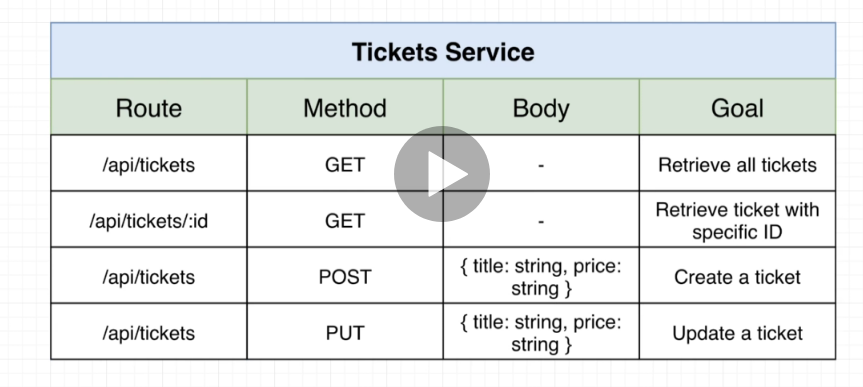 Tickets Service
Route Method Body Goal
/api/tickets GET - Retrieve all tickets
/api/tickets/:id GET - Retrieve ticket with
specific ID
/api/tickets POST { title: string, price:
string } Create a ticket
/api/tickets PUT { title: string, price:
string } Update a ticket